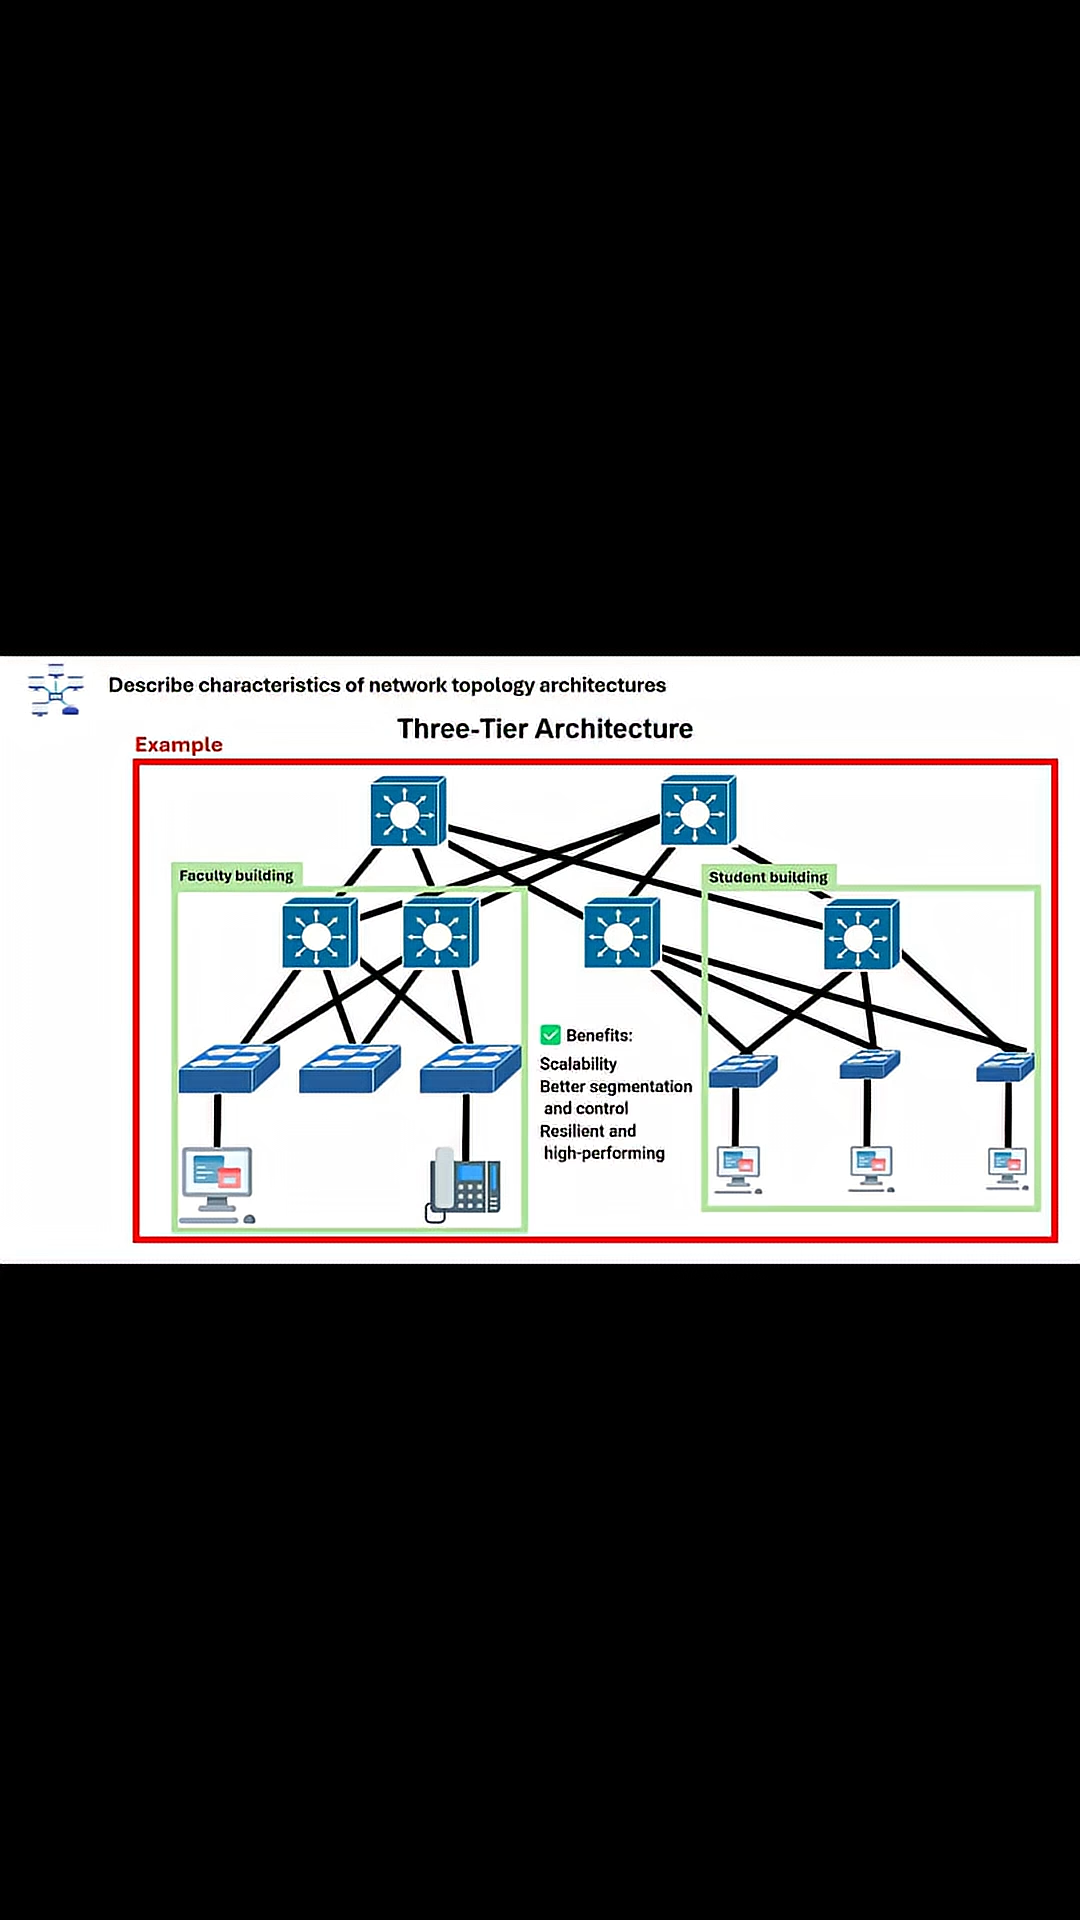 Describe characteristics of network topology architectures
Three-Tier Architecture
Example
Faculty building
Student building
✅ Benefits:
Scalability
Better segmentation
and control
Resilient and
high-performing